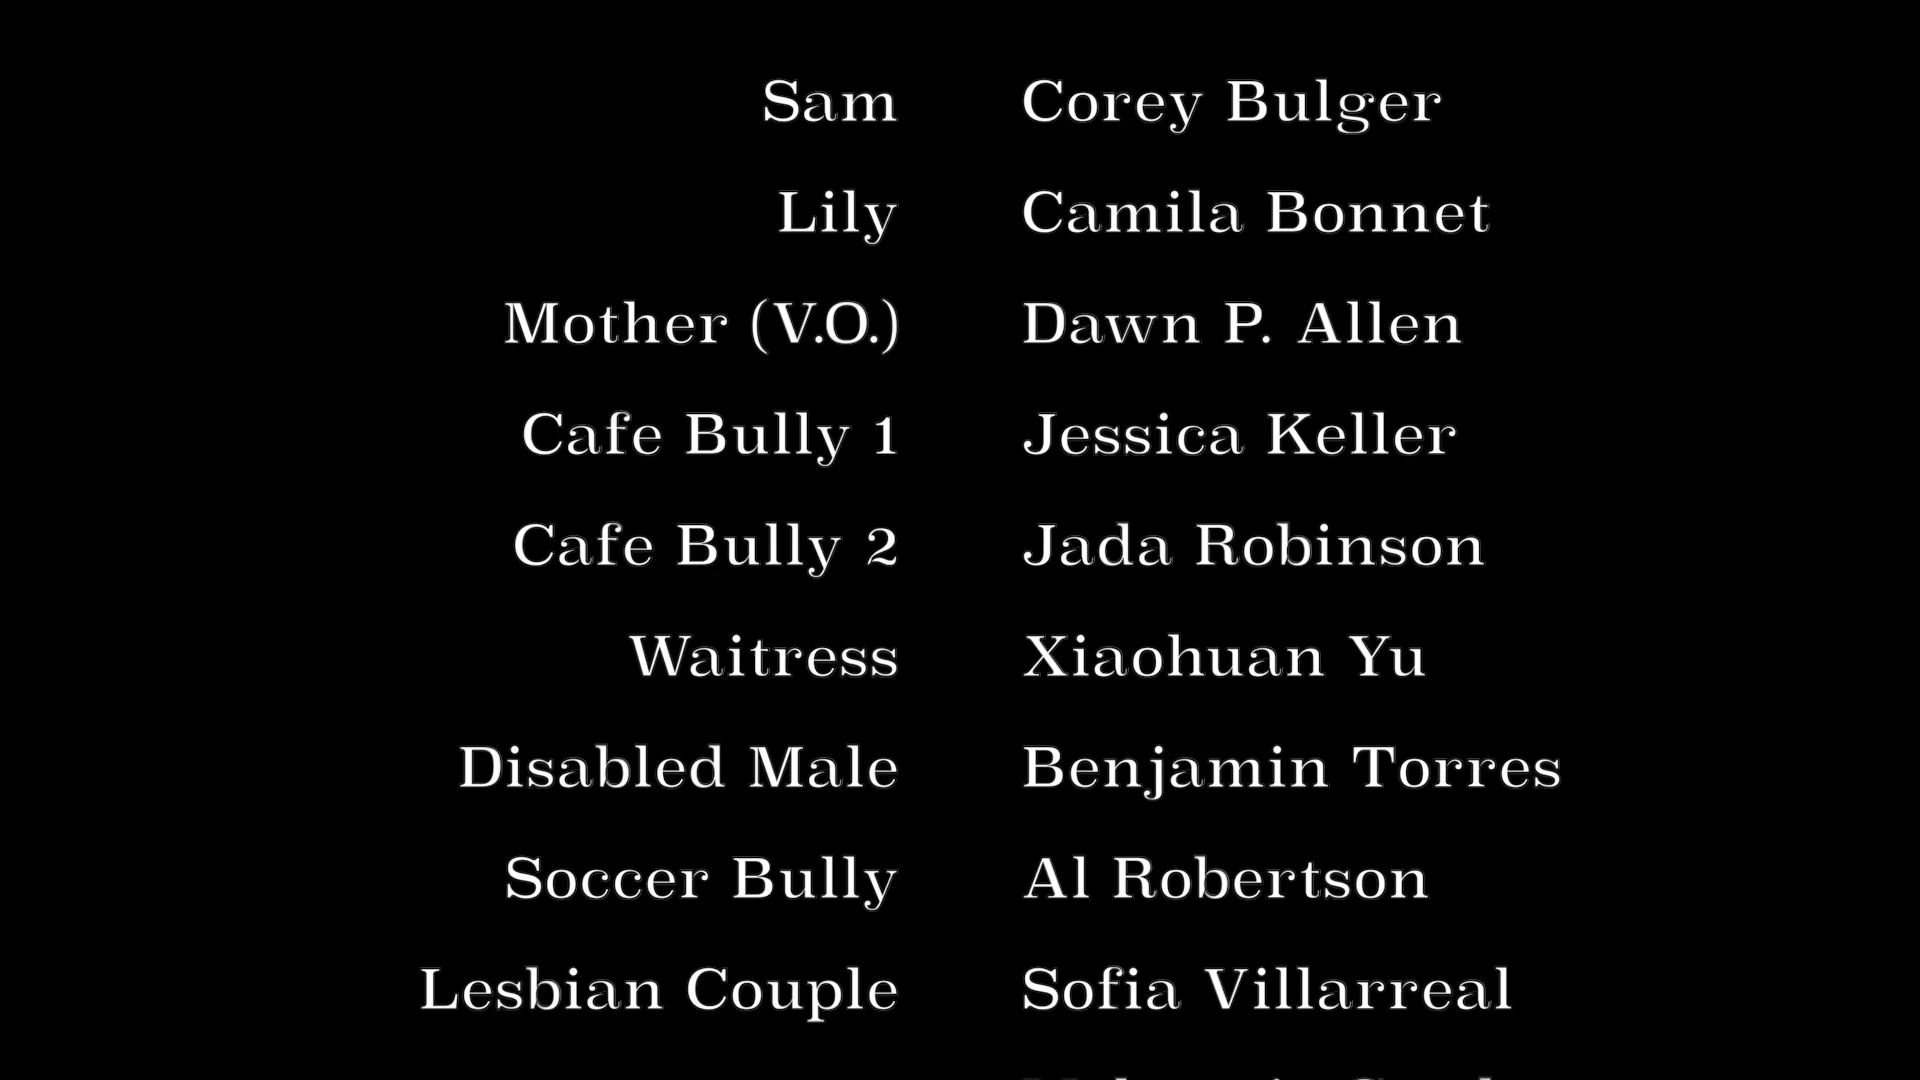 Sam Corey Bulger
Lily Camila Bonnet
Mother (V.O.) Dawn P. Allen
Cafe Bully 1 Jessica Keller
Cafe Bully 2 Jada Robinson
Waitress Xiaohuan Yu
Disabled Male Benjamin Torres
Soccer Bully Al Robertson
Lesbian Couple Sofia Villarreal